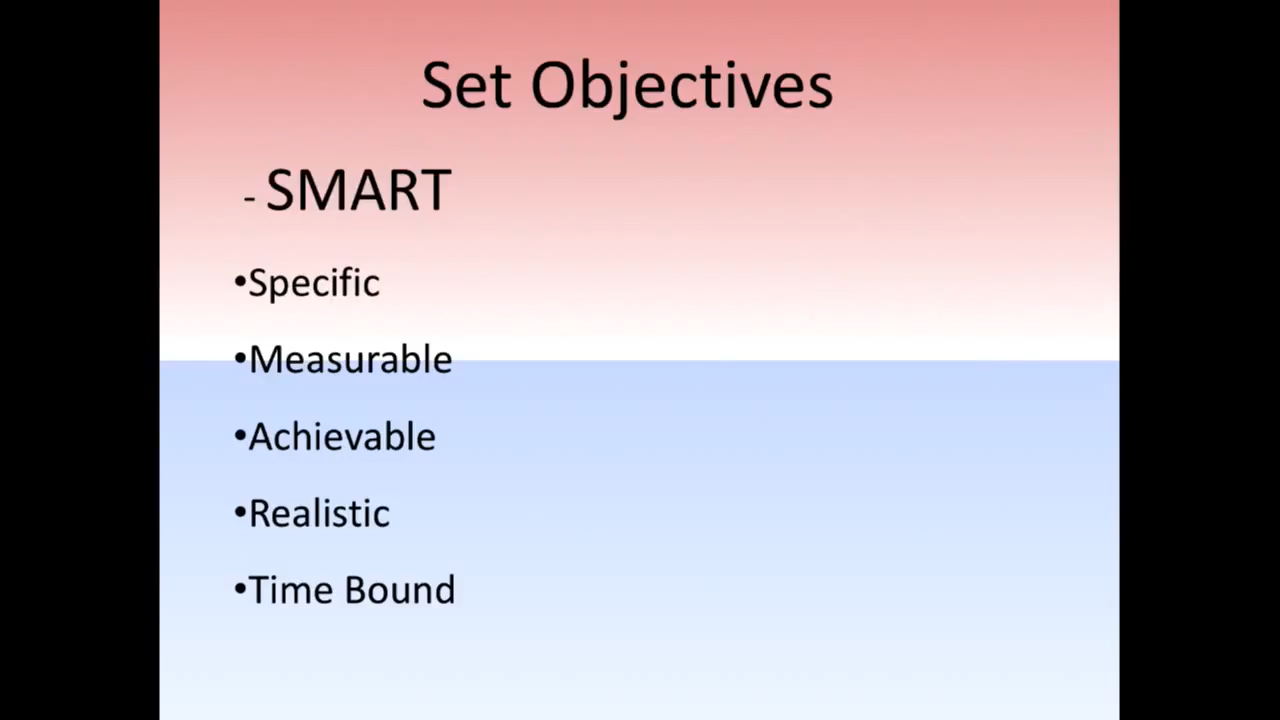 Set Objectives
- SMART
•Specific
•Measurable
•Achievable
•Realistic
•Time Bound